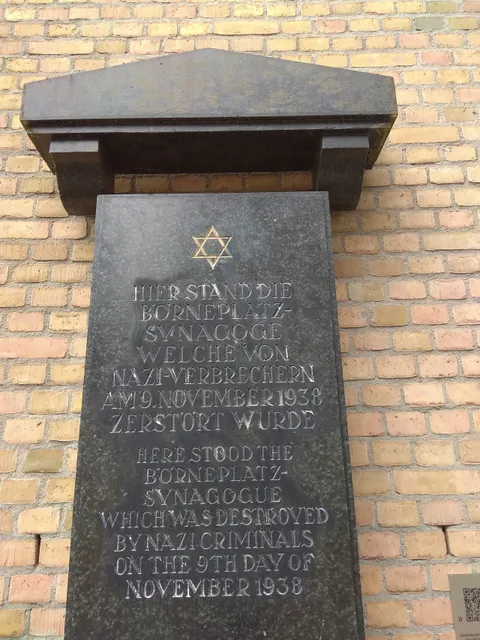 HIER STAND DIE
BÖRNEPLATZ-
SYNAGOGE
WELCHE VON
NAZI-VERBRECHERN
AM 9. NOVEMBER 1938
ZERSTÖRT WURDE
HERE STOOD THE
BÖRNEPLATZ-
SYNAGOGUE
WHICH WAS DESTROYED
BY NAZI CRIMINALS
ON THE 9TH DAY OF
NOVEMBER 1938
»